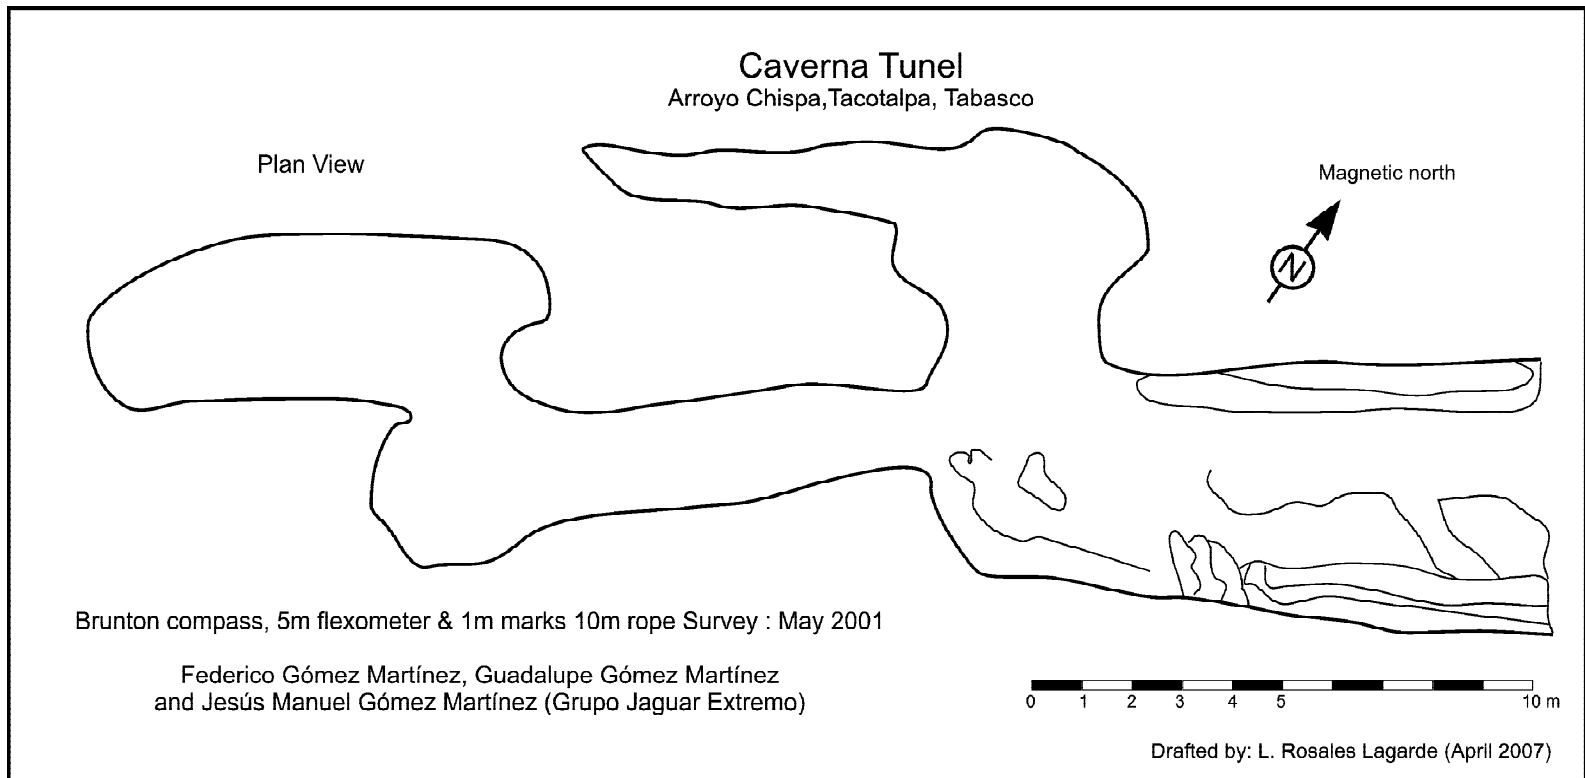 Caverna Tunel
Arroyo Chispa,Tacotalpa, Tabasco
Plan View
Magnetic north
N
Brunton compass, 5m flexometer & 1m marks 10m rope Survey : May 2001
Federico Gómez Martínez, Guadalupe Gómez Martínez
and Jesús Manuel Gómez Martínez (Grupo Jaguar Extremo)
0 1 2 3 4 5 10 m
Drafted by: L. Rosales Lagarde (April 2007)